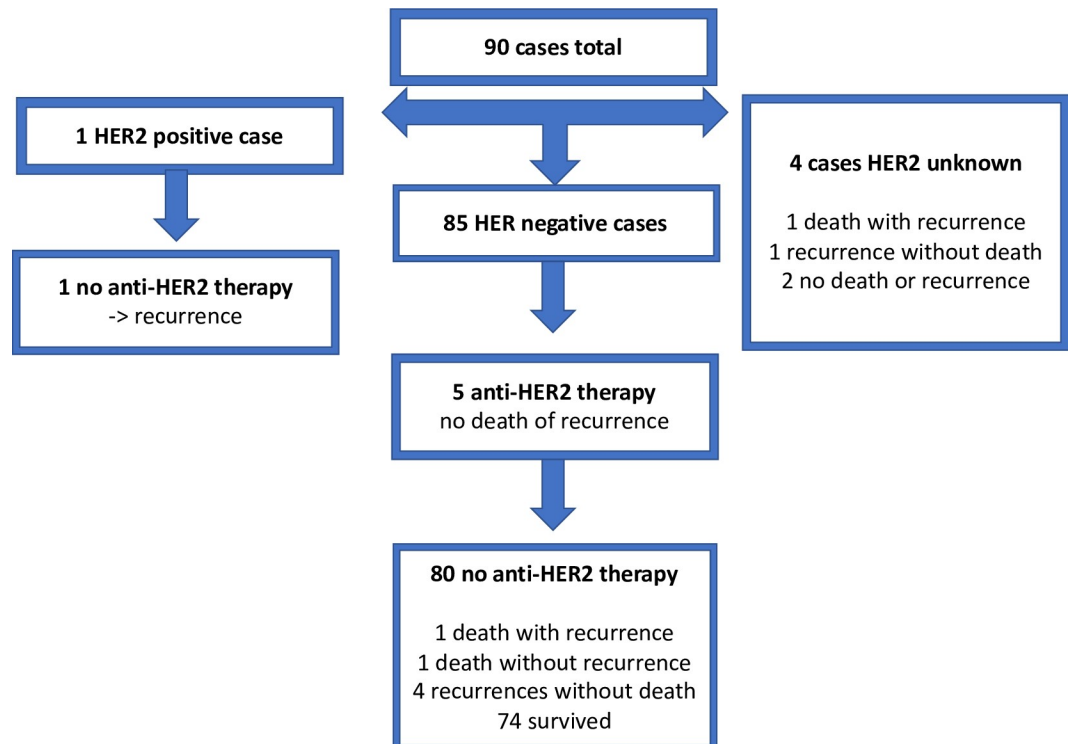 90 cases total
1 HER2 positive case
1 no anti-HER2 therapy
-> recurrence
85 HER negative cases
5 anti-HER2 therapy
no death of recurrence
80 no anti-HER2 therapy
1 death with recurrence
1 death without recurrence
4 recurrences without death
74 survived
4 cases HER2 unknown
1 death with recurrence
1 recurrence without death
2 no death or recurrence